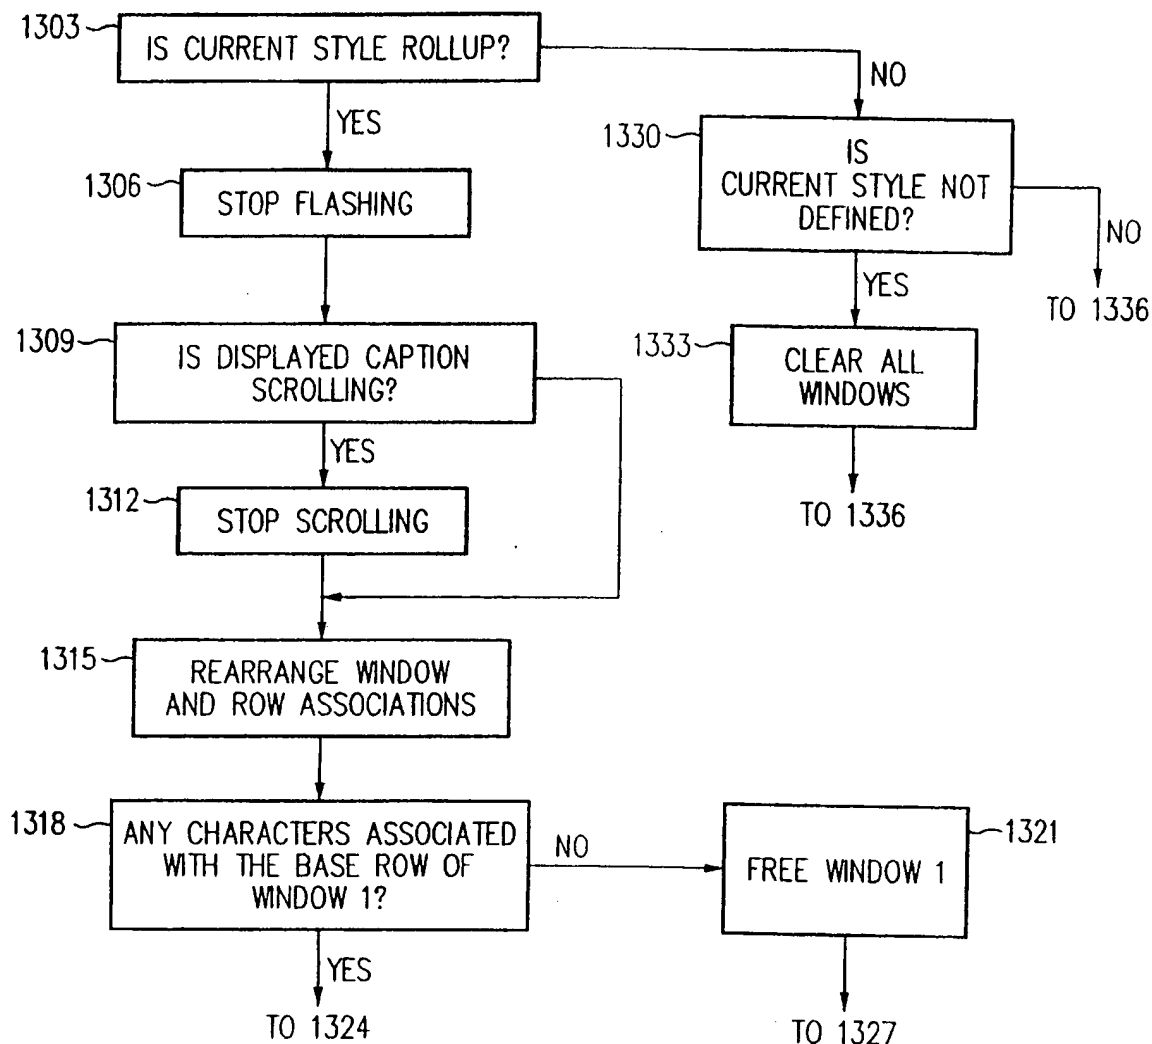 1303
IS CURRENT STYLE ROLLUP?
NO
YES
1330
IS
CURRENT STYLE NOT
DEFINED?
1306
STOP FLASHING
NO
YES
TO 1336
1309
IS DISPLAYED CAPTION
SCROLLING?
1333
CLEAR ALL
WINDOWS
YES
1312
STOP SCROLLING
TO 1336
1315
REARRANGE WINDOW
AND ROW ASSOCIATIONS
1318
ANY CHARACTERS ASSOCIATED
WITH THE BASE ROW OF
WINDOW 1?
NO
1321
FREE WINDOW 1
YES
TO 1324
TO 1327